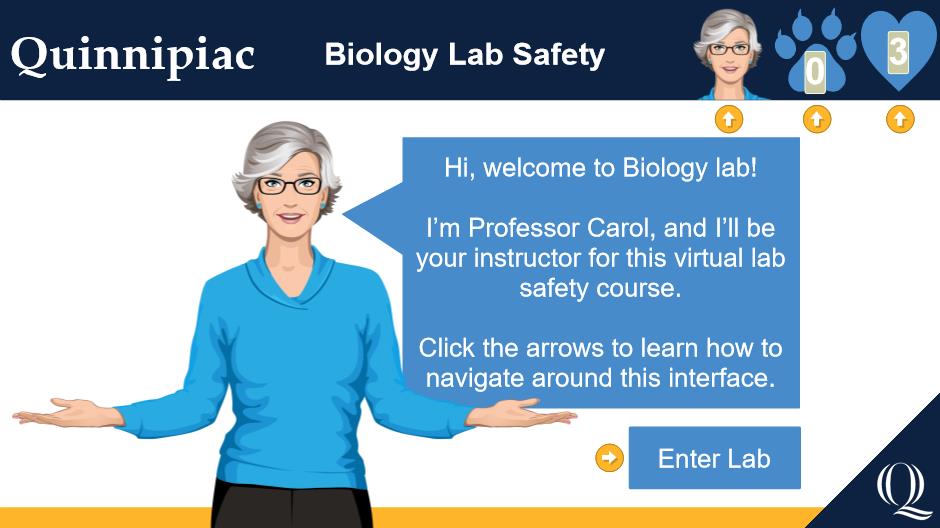 Quinnipiac
Biology Lab Safety
0
3
Hi, welcome to Biology lab!
I’m Professor Carol, and I’ll be
your instructor for this virtual lab
safety course.
Click the arrows to learn how to
navigate around this interface.
Enter Lab
Q